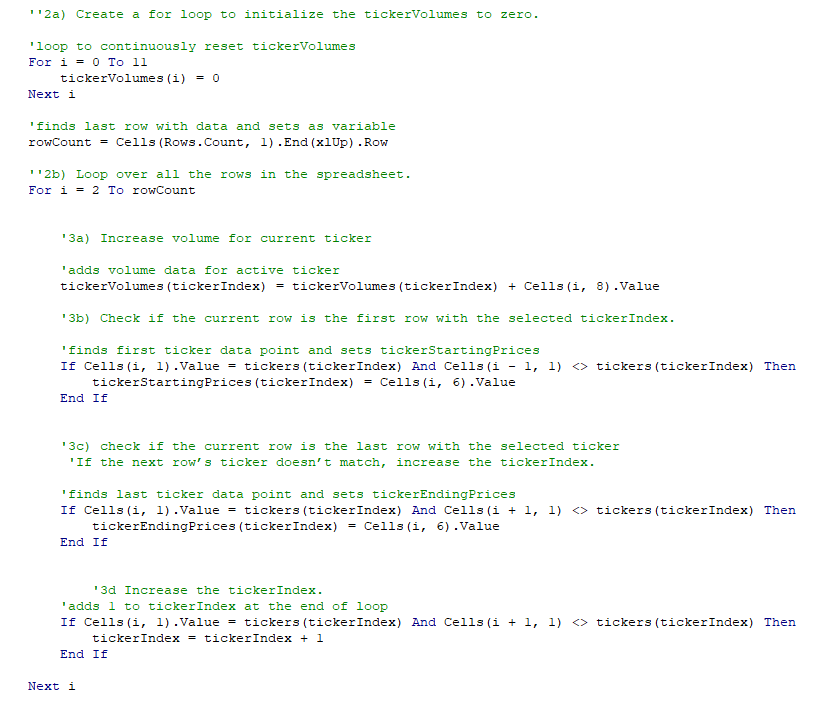 ''2a) Create a for loop to initialize the tickerVolumes to zero.
'loop to continuously reset tickerVolumes
For i = 0 To 11
tickerVolumes(i) = 0
Next i
'finds last row with data and sets as variable
rowCount = Cells(Rows.Count, 1).End(xlUp).Row
''2b) Loop over all the rows in the spreadsheet.
For i = 2 To rowCount
'3a) Increase volume for current ticker
'adds volume data for active ticker
tickerVolumes(tickerIndex) = tickerVolumes(tickerIndex) + Cells(i, 8).Value
'3b) Check if the current row is the first row with the selected tickerIndex.
'finds first ticker data point and sets tickerStartingPrices
If Cells(i, 1).Value = tickers(tickerIndex) And Cells(i - 1, 1) <> tickers(tickerIndex) Then
tickerStartingPrices(tickerIndex) = Cells(i, 6).Value
End If
'3c) check if the current row is the last row with the selected ticker
'If the next row's ticker doesn't match, increase the tickerIndex.
'finds last ticker data point and sets tickerEndingPrices
If Cells(i, 1).Value = tickers(tickerIndex) And Cells(i + 1, 1) <> tickers(tickerIndex) Then
tickerEndingPrices(tickerIndex) = Cells(i, 6).Value
End If
'3d Increase the tickerIndex.
'adds 1 to tickerIndex at the end of loop
If Cells(i, 1).Value = tickers(tickerIndex) And Cells(i + 1, 1) <> tickers(tickerIndex) Then
tickerIndex = tickerIndex + 1
End If
Next i